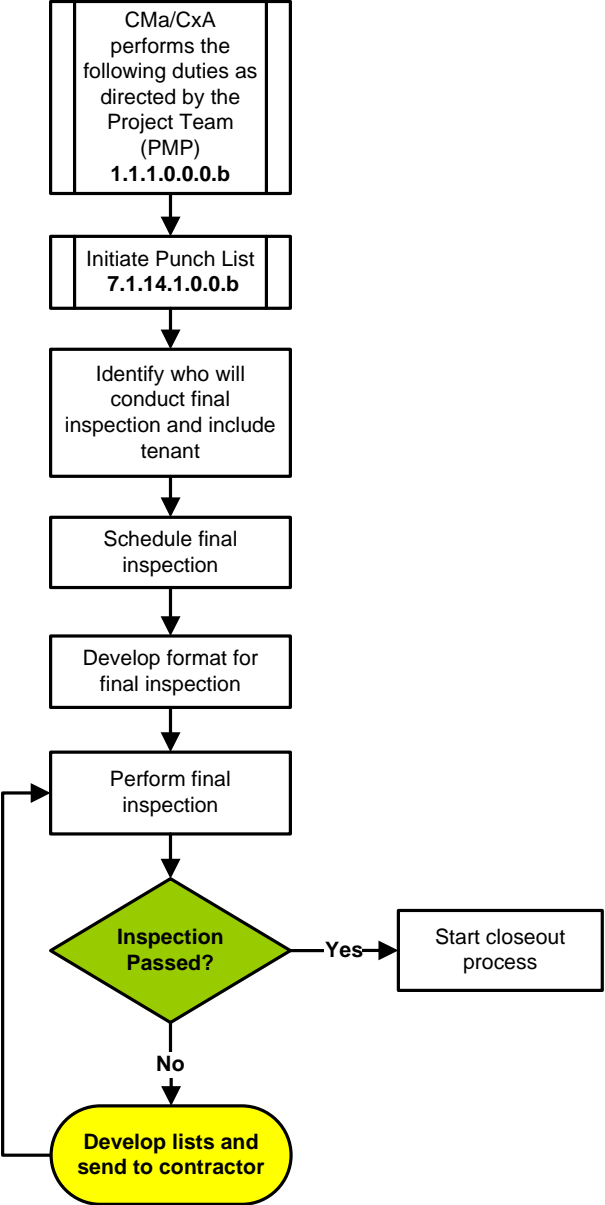 CMa/CxA
performs the
following duties as
directed by the
Project Team
(PMP)
1.1.1.0.0.0.b
Initiate Punch List
7.1.14.1.0.0.b
Identify who will
conduct final
inspection and include
tenant
Schedule final
inspection
Develop format for
final inspection
Perform final
inspection
Inspection
Passed?
Yes
Start closeout
process
No
Develop lists and
send to contractor